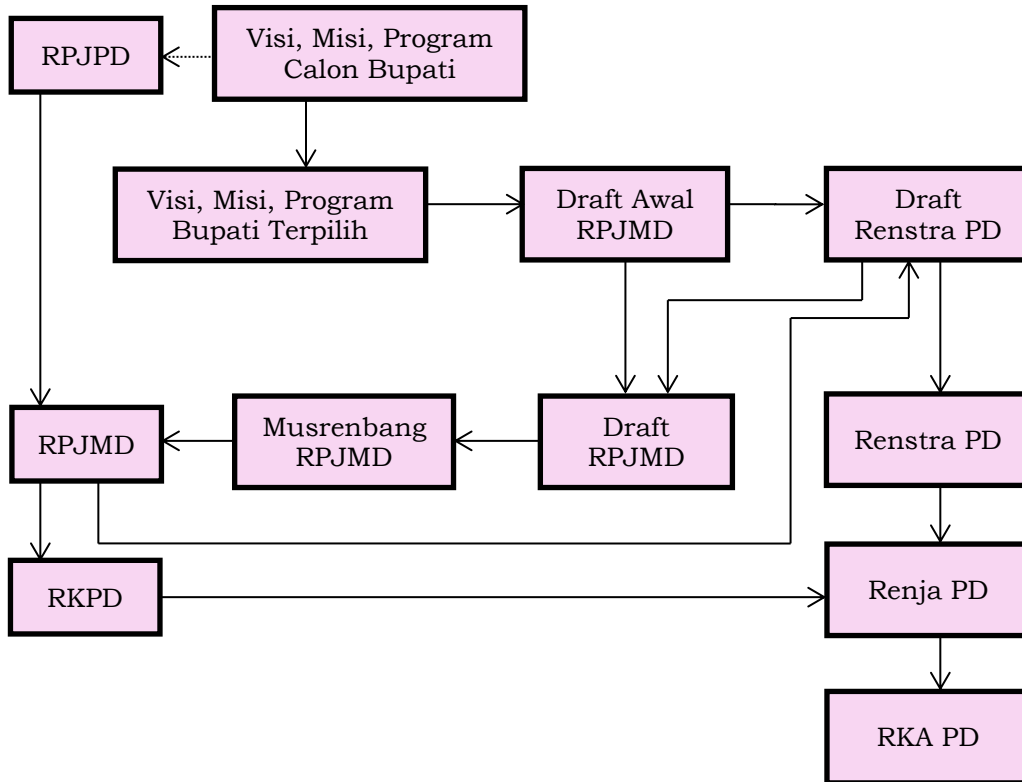 RPJPD
Visi, Misi, Program
Calon Bupati
Visi, Misi, Program
Bupati Terpilih
Draft Awal
RPJMD
Draft
Renstra PD
RPJMD
Musrenbang
RPJMD
Draft
RPJMD
Renstra PD
RKPD
Renja PD
RKA PD